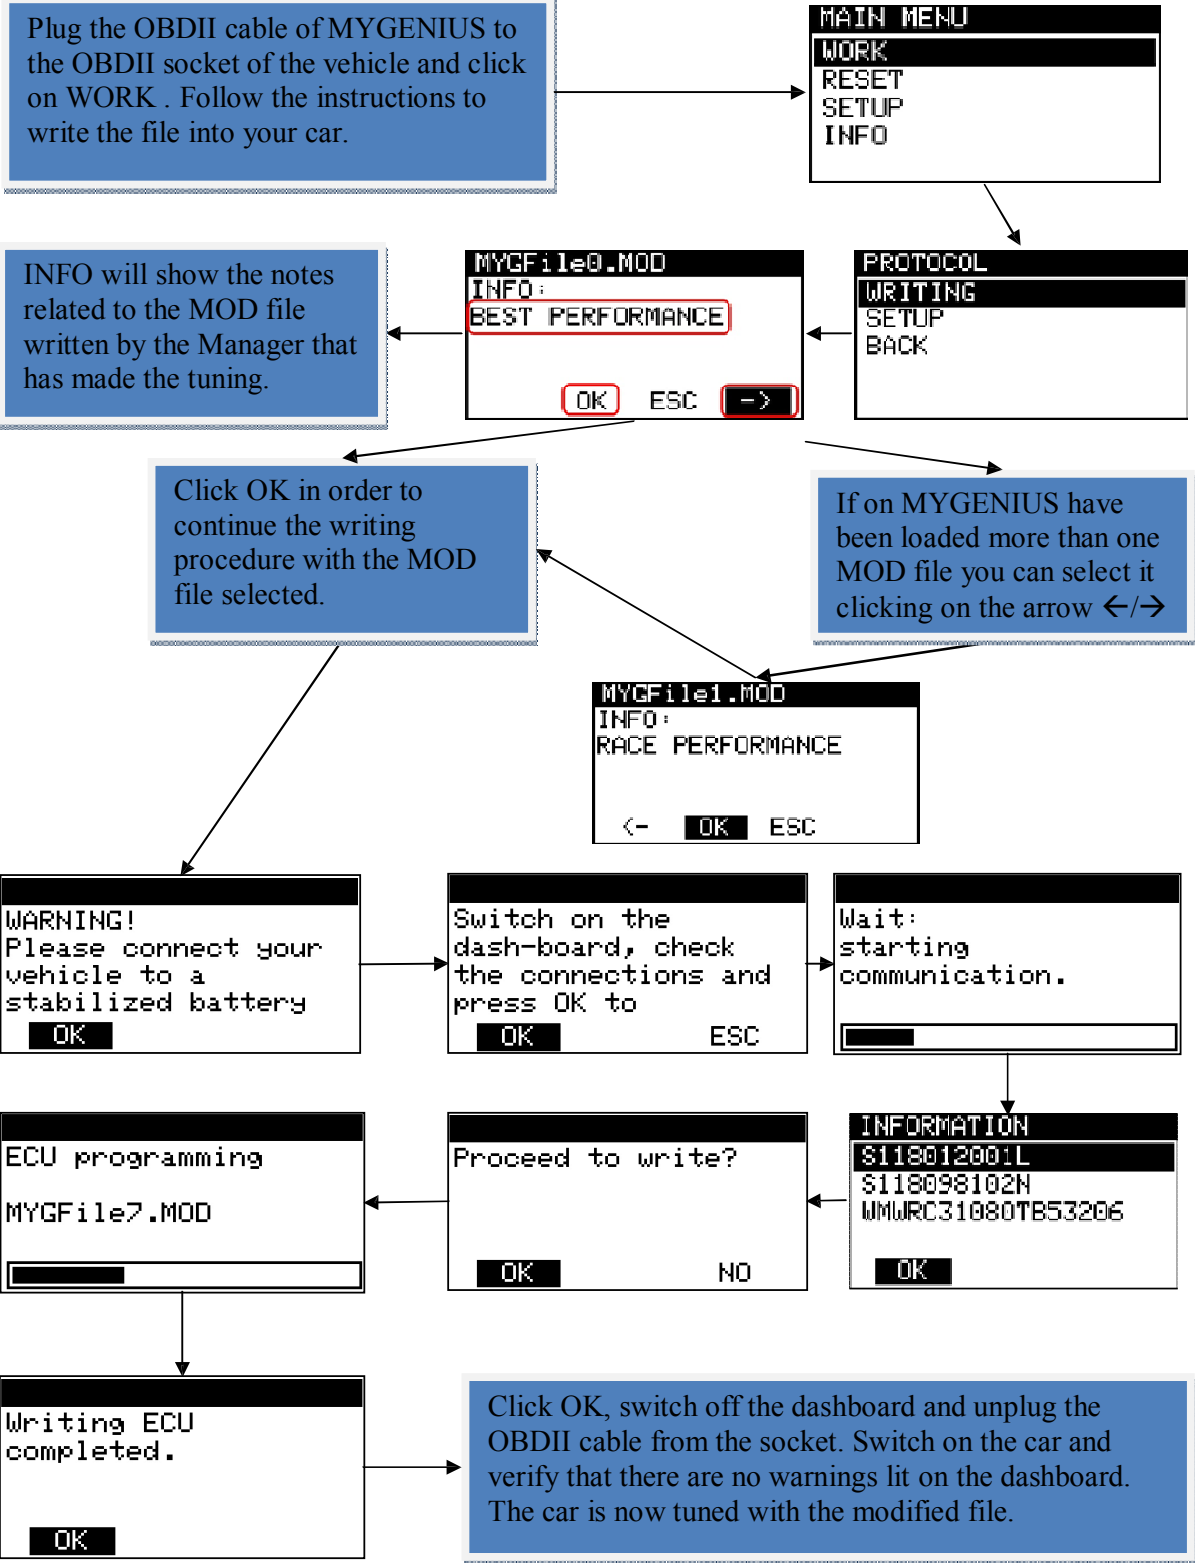 Plug the OBDII cable of MYGENIUS to
the OBDII socket of the vehicle and click
on WORK . Follow the instructions to
write the file into your car.
MAIN MENU
WORK
RESET
SETUP
INFO
INFO will show the notes
related to the MOD file
written by the Manager that
has made the tuning.
MYGFile0.MOD
INFO:
BEST PERFORMANCE
OK ESC ->
PROTOCOL
WRITING
SETUP
BACK
Click OK in order to
continue the writing
procedure with the MOD
file selected.
If on MYGENIUS have
been loaded more than one
MOD file you can select it
clicking on the arrow ←/→
MYGFile1.MOD
INFO:
RACE PERFORMANCE
<- OK ESC
WARNING!
Please connect your
vehicle to a
stabilized battery
OK
Switch on the
dash-board, check
the connections and
press OK to
OK ESC
Wait:
starting
communication.
ECU programming
MYGFile7.MOD
Proceed to write?
OK NO
INFORMATION
S118012001L
S118098102N
WMWRC31080TB53206
OK
Writing ECU
completed.
OK
Click OK, switch off the dashboard and unplug the
OBDII cable from the socket. Switch on the car and
verify that there are no warnings lit on the dashboard.
The car is now tuned with the modified file.